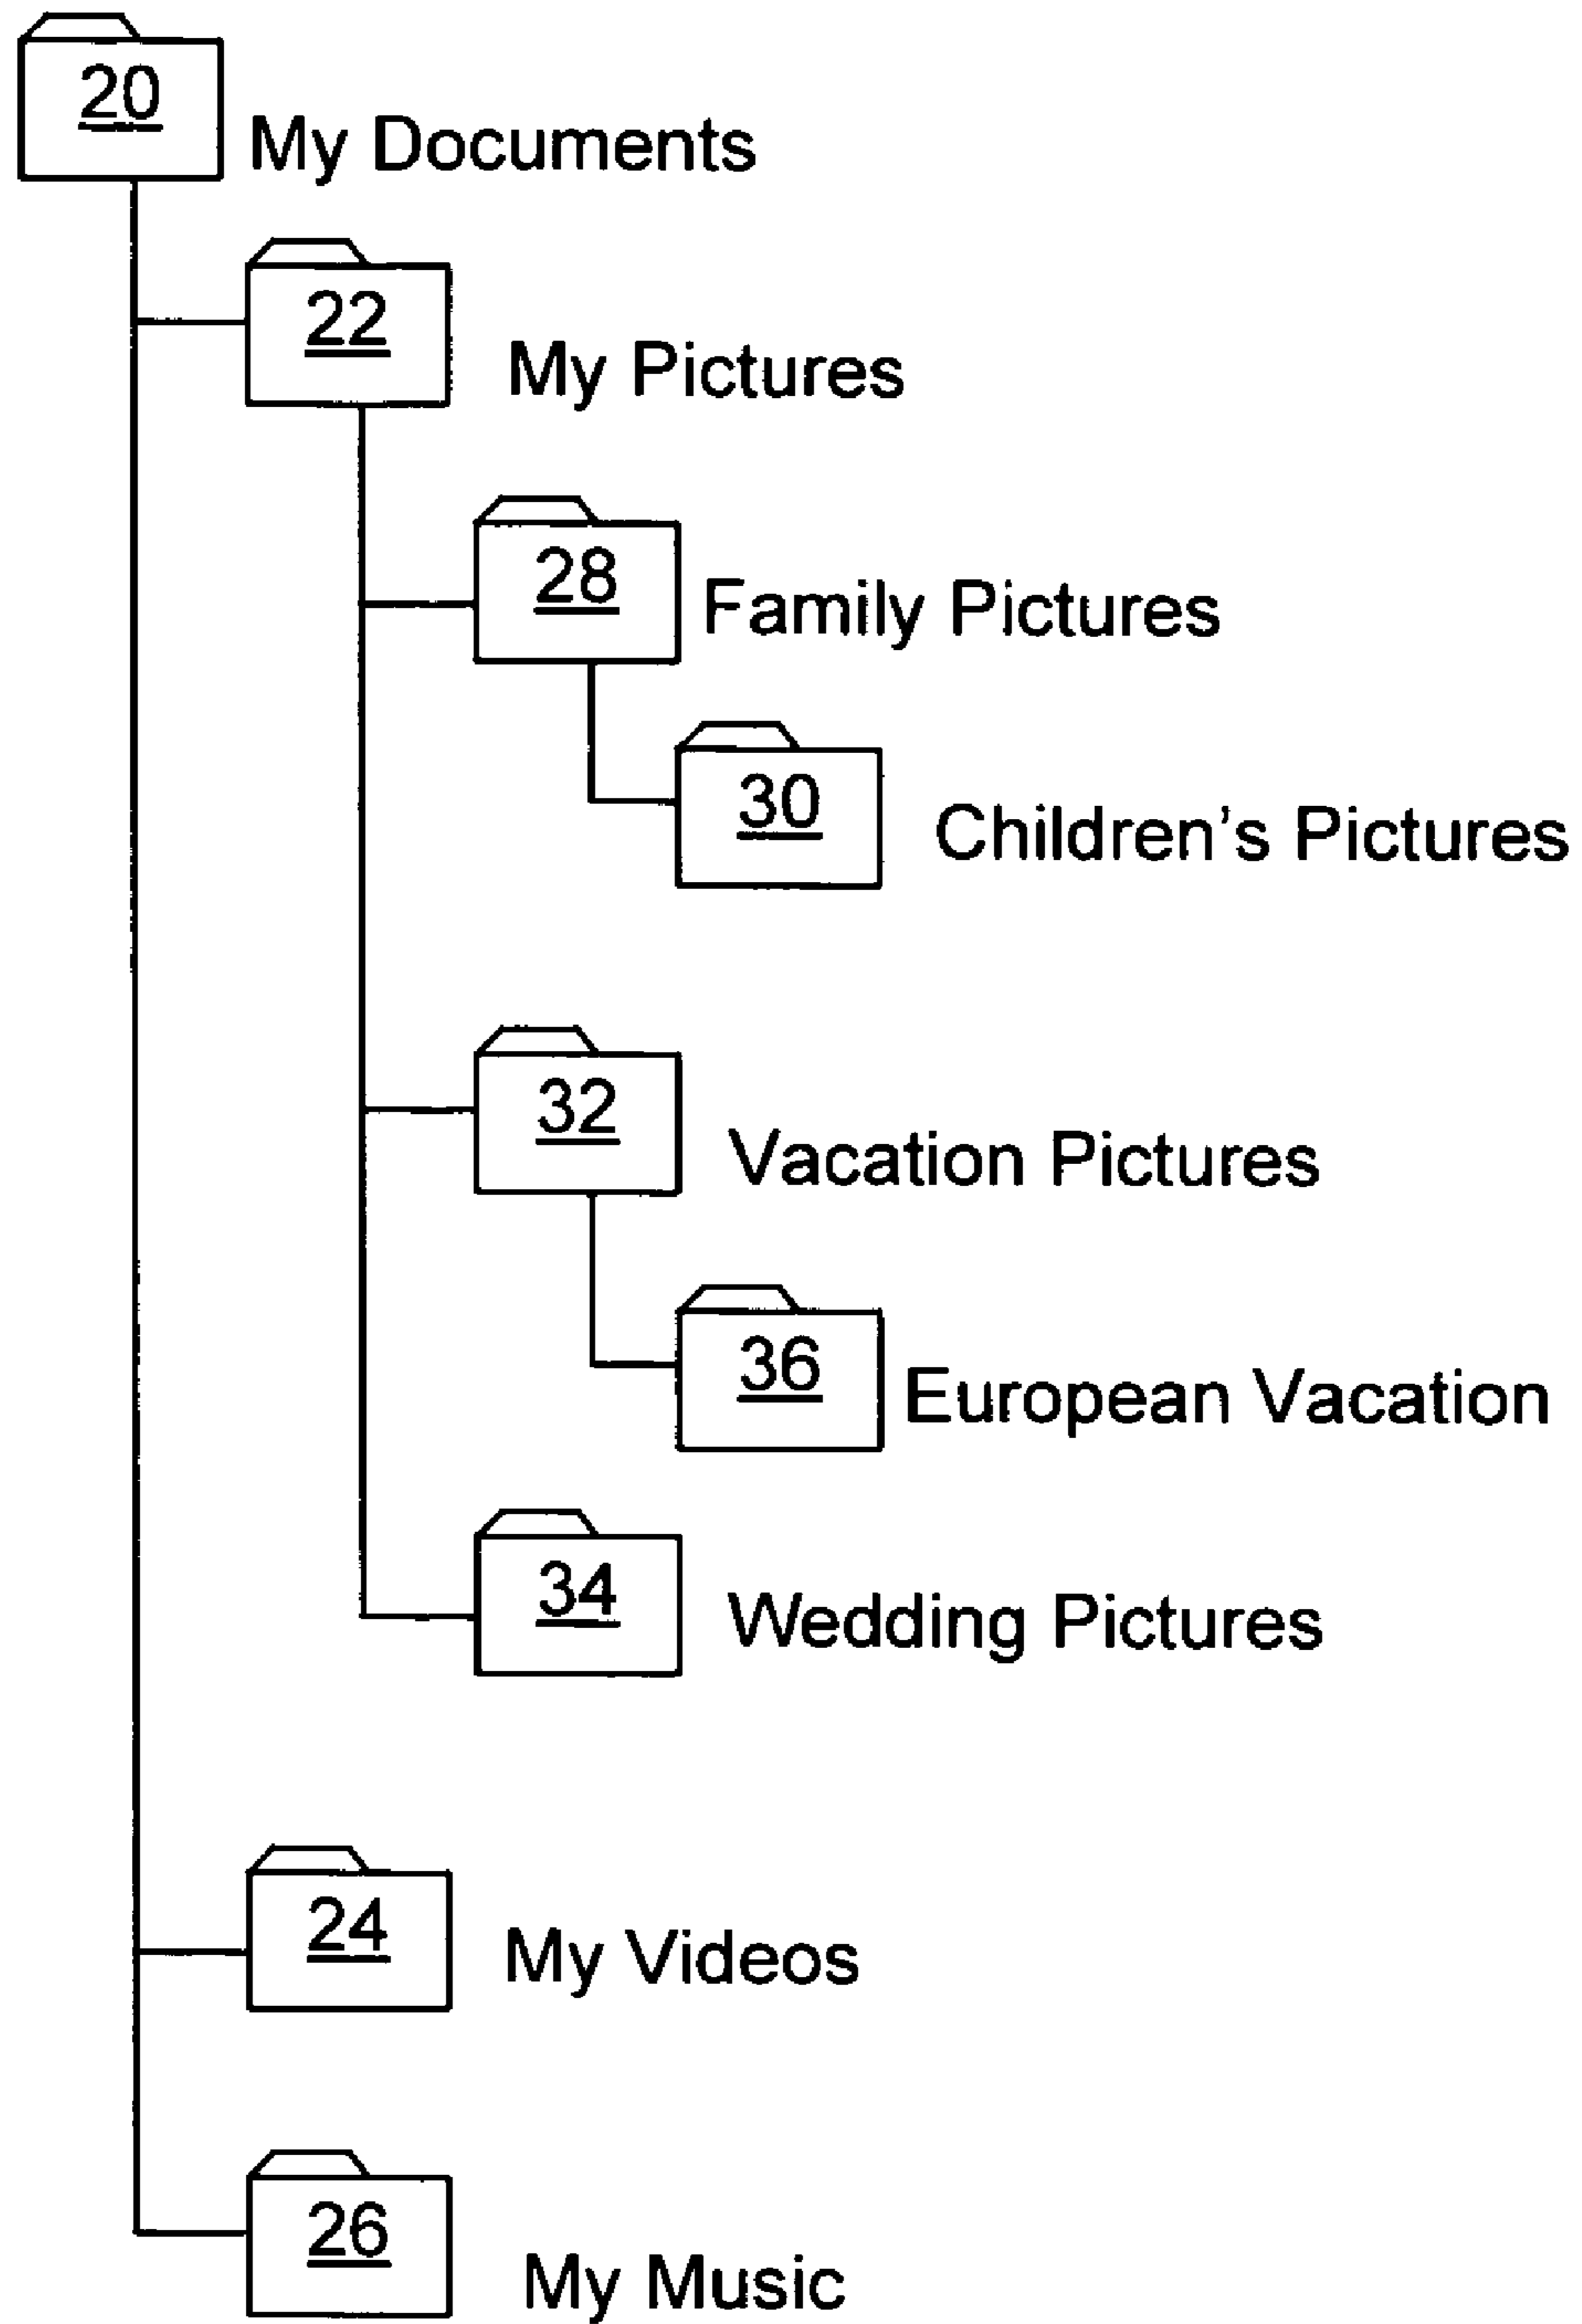 20
My Documents
22
My Pictures
28
Family Pictures
30
Children's Pictures
32
Vacation Pictures
36
European Vacation
34
Wedding Pictures
24
My Videos
26
My Music